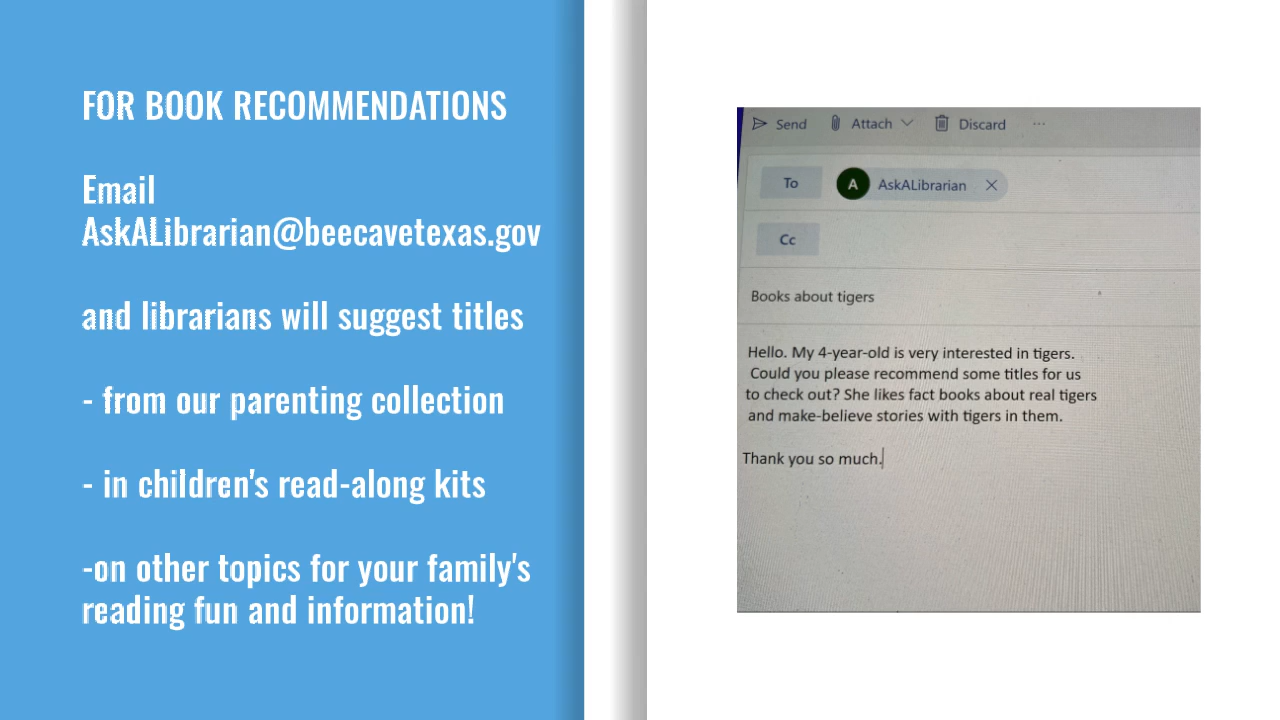 FOR BOOK RECOMMENDATIONS
Email
AskALibrarian@beecavetexas.gov
and librarians will suggest titles
- from our parenting collection
- in children's read-along kits
-on other topics for your family's
reading fun and information!
Send Attach Discard ...
To A AskALibrarian
Cc
Books about tigers
Hello. My 4-year-old is very interested in tigers.
Could you please recommend some titles for us
to check out? She likes fact books about real tigers
and make-believe stories with tigers in them.
Thank you so much.